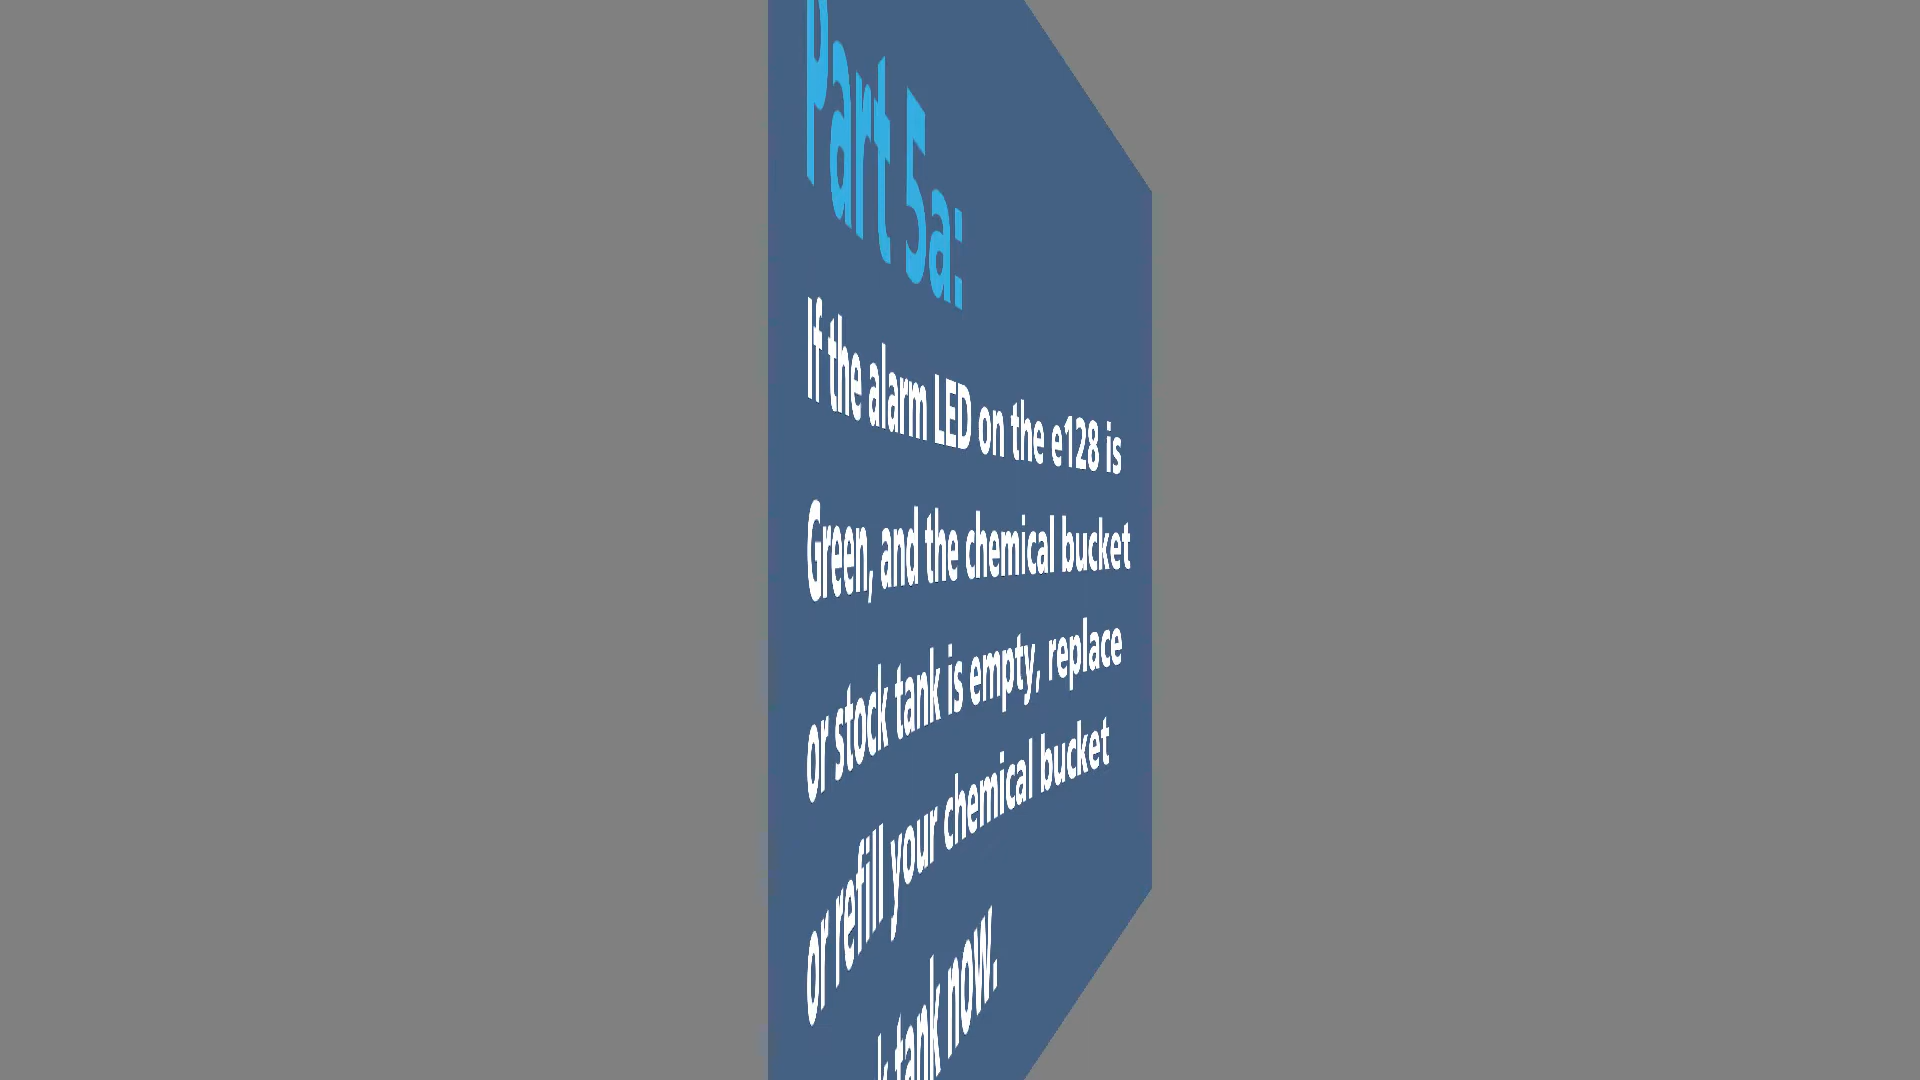 Part 5a:
If the alarm LED on the e128 is
Green, and the chemical bucket
or stock tank is empty, replace
or refill your chemical bucket
tank now.